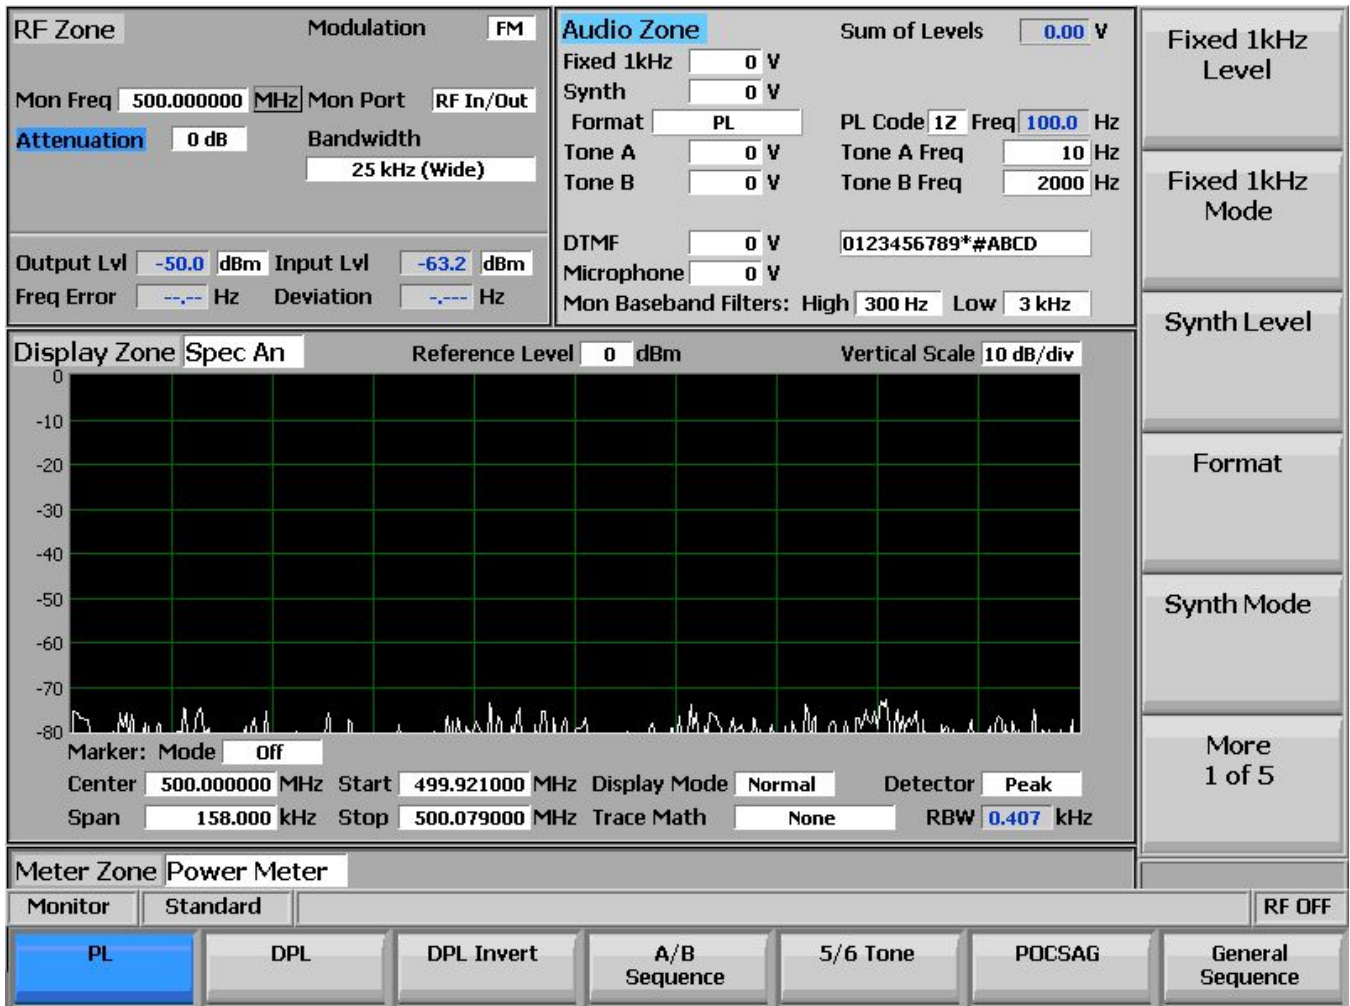 RF Zone Modulation FM
Mon Freq 500.000000 MHz Mon Port RF In/Out
Attenuation 0 dB Bandwidth
25 kHz (Wide)
Output Lvl -50.0 dBm Input Lvl -63.2 dBm
Freq Error --.-- Hz Deviation -.--- Hz
Audio Zone Sum of Levels 0.00 V
Fixed 1kHz 0 V
Synth 0 V
Format PL PL Code 1Z Freq 100.0 Hz
Tone A 0 V Tone A Freq 10 Hz
Tone B 0 V Tone B Freq 2000 Hz
DTMF 0 V 0123456789*#ABCD
Microphone 0 V
Mon Baseband Filters: High 300 Hz Low 3 kHz
Display Zone Spec An Reference Level 0 dBm Vertical Scale 10 dB/div
0
-10
-20
-30
-40
-50
-60
-70
-80
Marker: Mode Off
Center 500.000000 MHz Start 499.921000 MHz Display Mode Normal Detector Peak
Span 158.000 kHz Stop 500.079000 MHz Trace Math None RBW 0.407 kHz
Meter Zone Power Meter
Monitor Standard RF OFF
Fixed 1kHz
Level
Fixed 1kHz
Mode
Synth Level
Format
Synth Mode
More
1 of 5
PL DPL DPL Invert A/B 5/6 Tone POCSAG General
Sequence Sequence